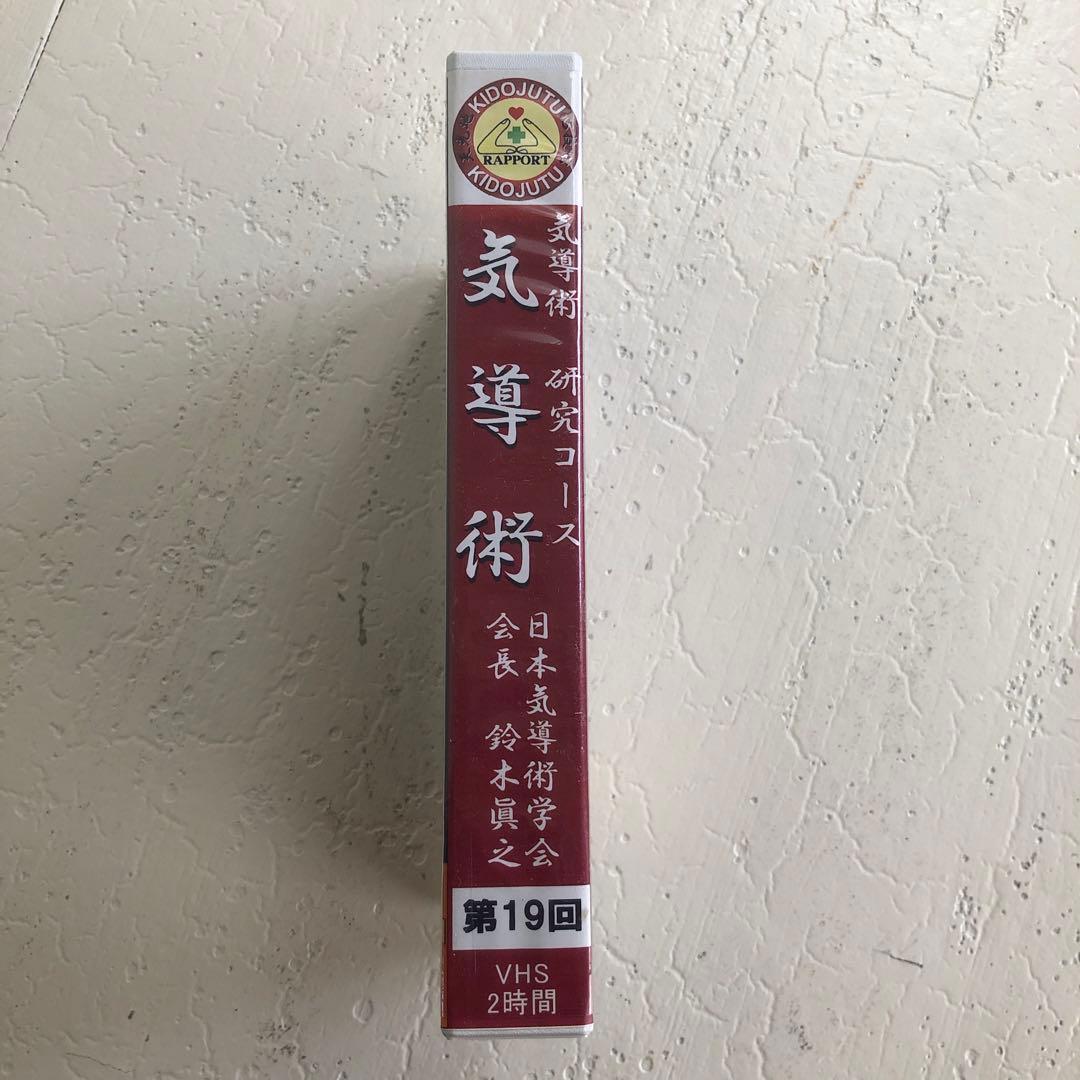 KIDOJUTU
RAPPORT
KIDOJUTU
気導術 研究コース
気導術
日本気導術学会
会長 鈴木眞之
第19回
VHS
2時間